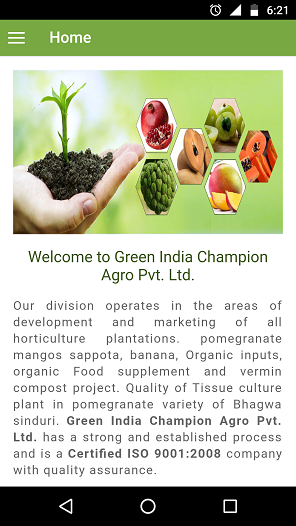 6:21
Home
Welcome to Green India Champion
Agro Pvt. Ltd.
Our division operates in the areas of
development and marketing of all
horticulture plantations. pomegranate
mangos sappota, banana, Organic inputs,
organic Food supplement and vermin
compost project. Quality of Tissue culture
plant in pomegranate variety of Bhagwa
sinduri. Green India Champion Agro Pvt.
Ltd. has a strong and established process
and is a Certified ISO 9001:2008 company
with quality assurance.